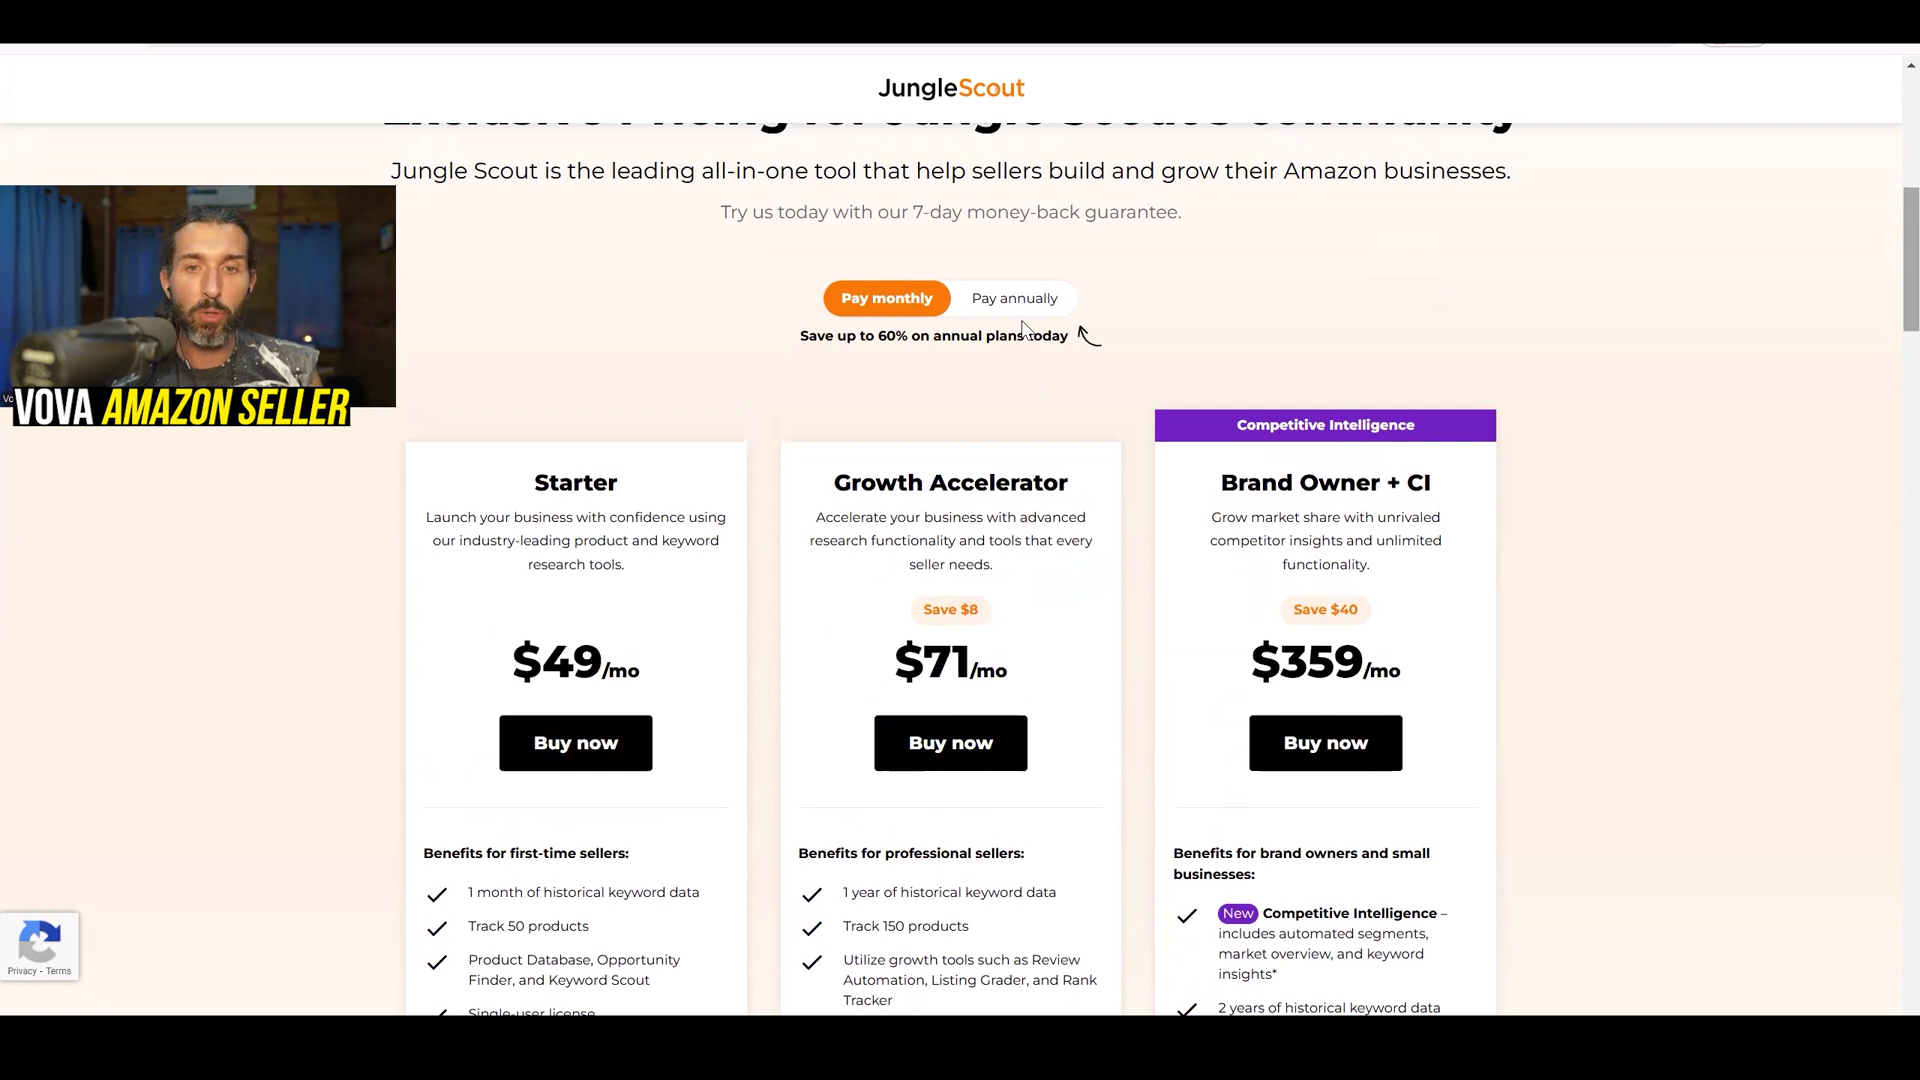 JungleScout
Exclusive Pricing for Jungle Scout's Community
Jungle Scout is the leading all-in-one tool that help sellers build and grow their Amazon businesses.
Try us today with our 7-day money-back guarantee.
Pay monthly
Pay annually
Save up to 60% on annual plans today
VOVA AMAZON SELLER
Competitive Intelligence
Starter
Launch your business with confidence using
our industry-leading product and keyword
research tools.
$49/mo
Buy now
Benefits for first-time sellers:
1 month of historical keyword data
Track 50 products
Product Database, Opportunity
Finder, and Keyword Scout
Single-user license
Growth Accelerator
Accelerate your business with advanced
research functionality and tools that every
seller needs.
Save $8
$71/mo
Buy now
Benefits for professional sellers:
1 year of historical keyword data
Track 150 products
Utilize growth tools such as Review
Automation, Listing Grader, and Rank
Tracker
Brand Owner + CI
Grow market share with unrivaled
competitor insights and unlimited
functionality.
Save $40
$359/mo
Buy now
Benefits for brand owners and small
businesses:
New Competitive Intelligence –
includes automated segments,
market overview, and keyword
insights*
2 years of historical keyword data
Privacy - Terms